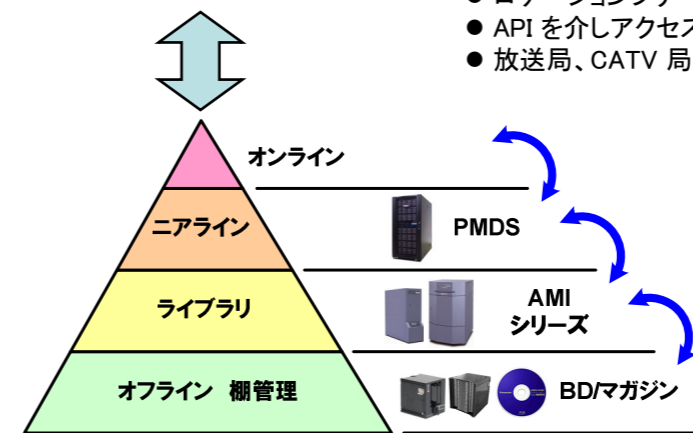 ● API を介しアクセス
● 放送局、CATV 局
オンライン
ニアライン
PMDS
ライブラリ
AMI
シリーズ
オフライン 棚管理
BD/マガジン